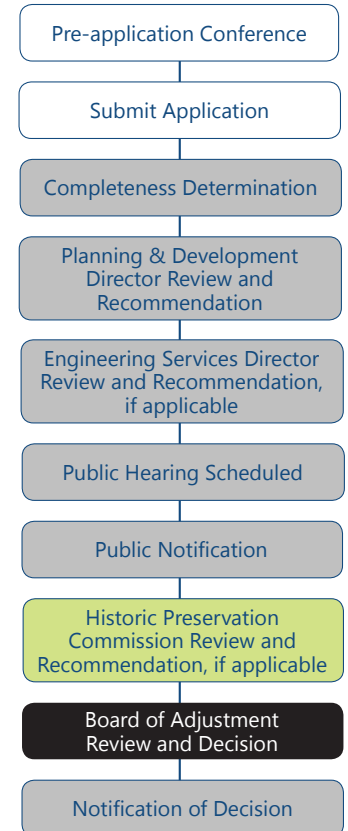 Pre-application Conference
Submit Application
Completeness Determination
Planning & Development
Director Review and
Recommendation
Engineering Services Director
Review and Recommendation,
if applicable
Public Hearing Scheduled
Public Notification
Historic Preservation
Commission Review and
Recommendation, if applicable
Board of Adjustment
Review and Decision
Notification of Decision